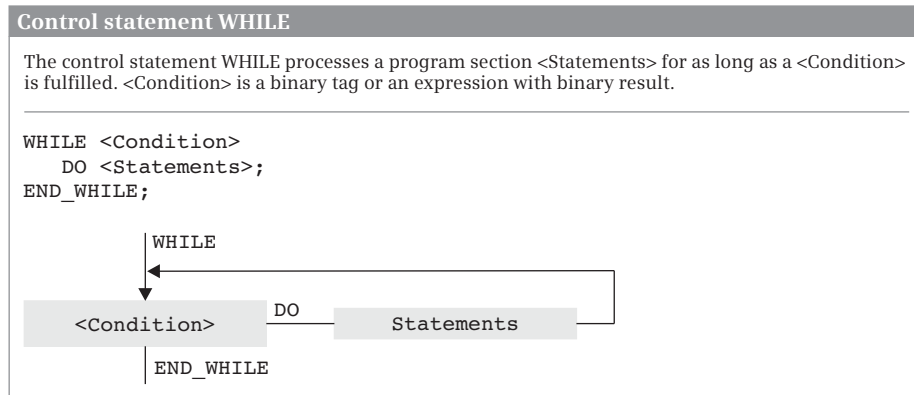 Control statement WHILE
The control statement WHILE processes a program section <Statements> for as long as a <Condition>
is fulfilled. <Condition> is a binary tag or an expression with binary result.
WHILE <Condition>
DO <Statements>;
END_WHILE;
WHILE
<Condition>
DO
Statements
END_WHILE